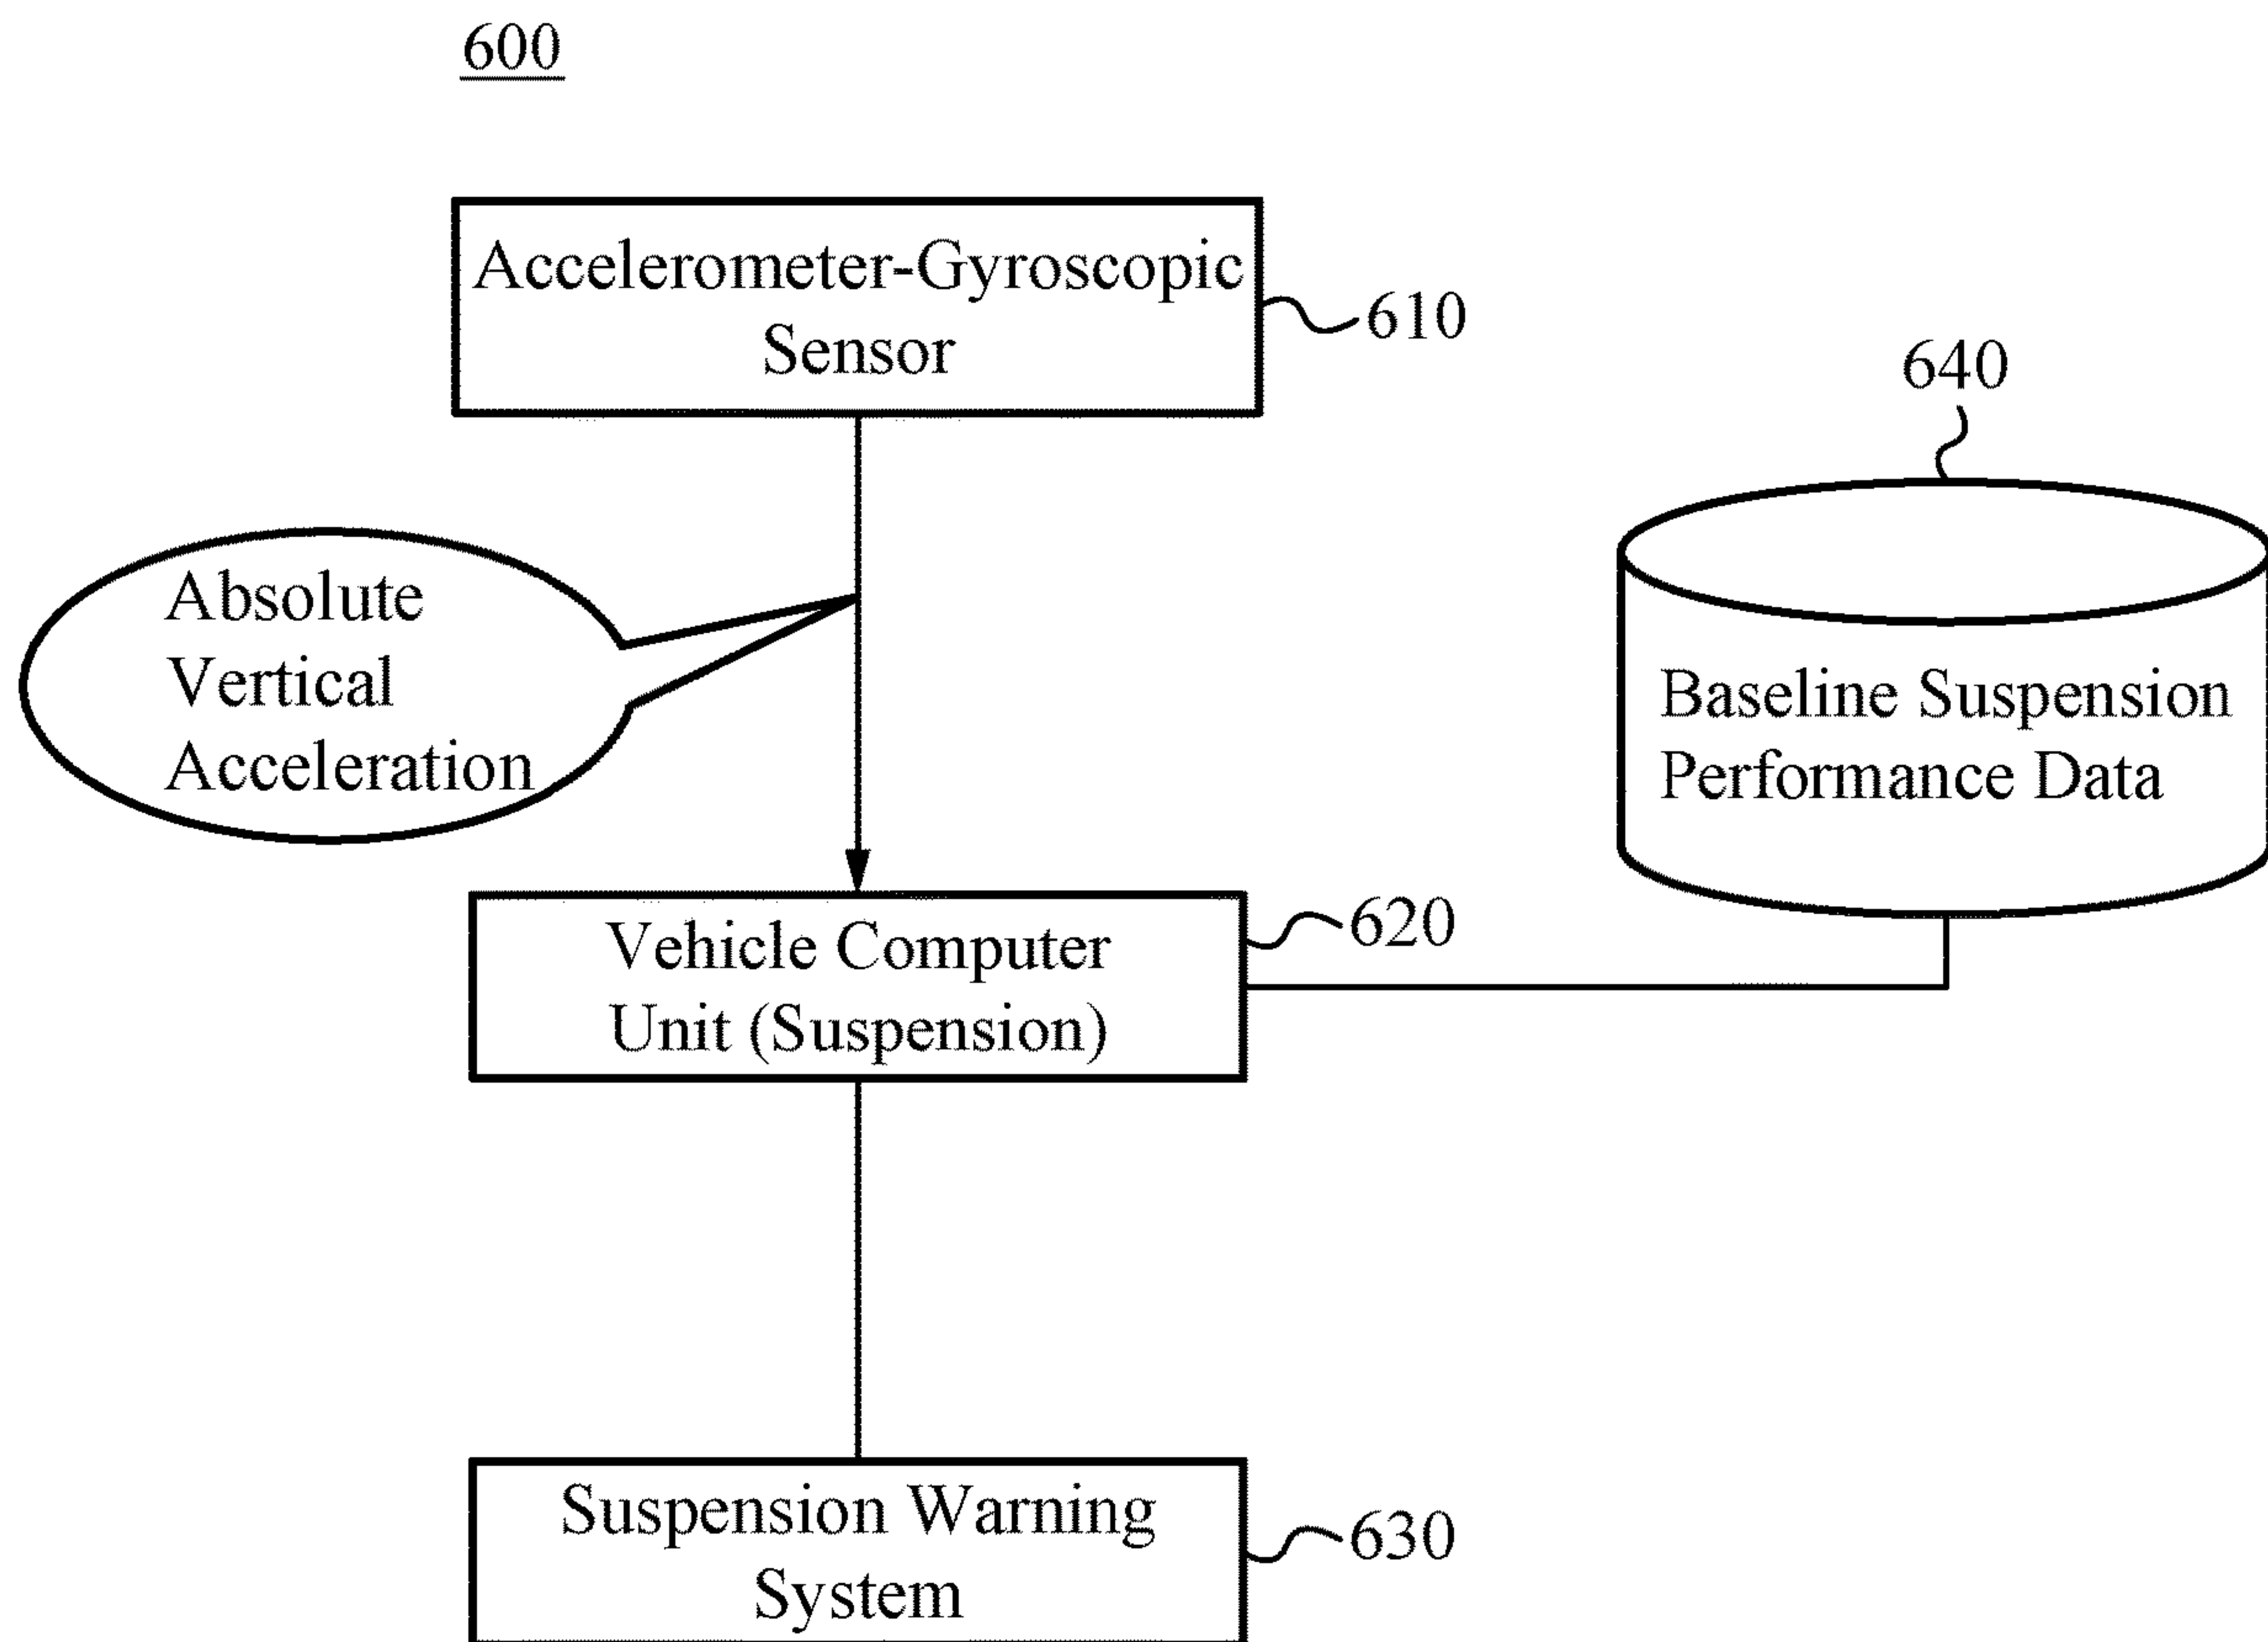 600
Accelerometer-Gyroscopic
Sensor
610
640
Absolute
Vertical
Acceleration
Baseline Suspension
Performance Data
Vehicle Computer
Unit (Suspension)
620
Suspension Warning
System
630